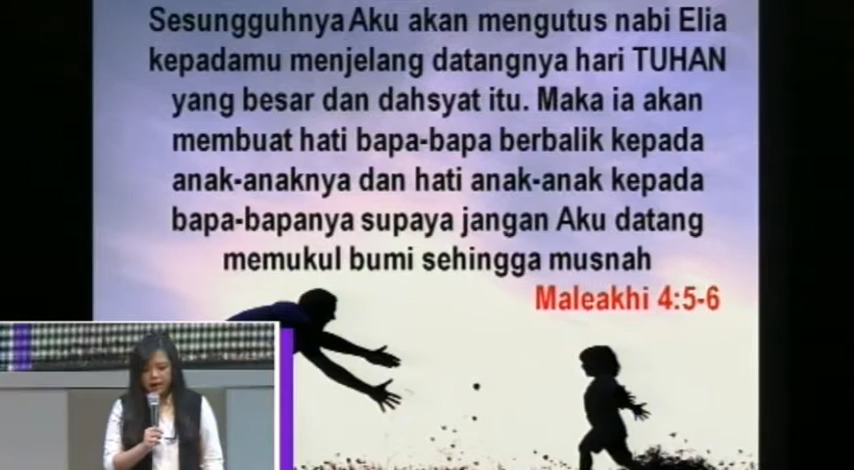 Sesungguhnya Aku akan mengutus nabi Elia
kepadamu menjelang datangnya hari TUHAN
yang besar dan dahsyat itu. Maka ia akan
membuat hati bapa-bapa berbalik kepada
anak-anaknya dan hati anak-anak kepada
bapa-bapanya supaya jangan Aku datang
memukul bumi sehingga musnah
Maleakhi 4:5-6